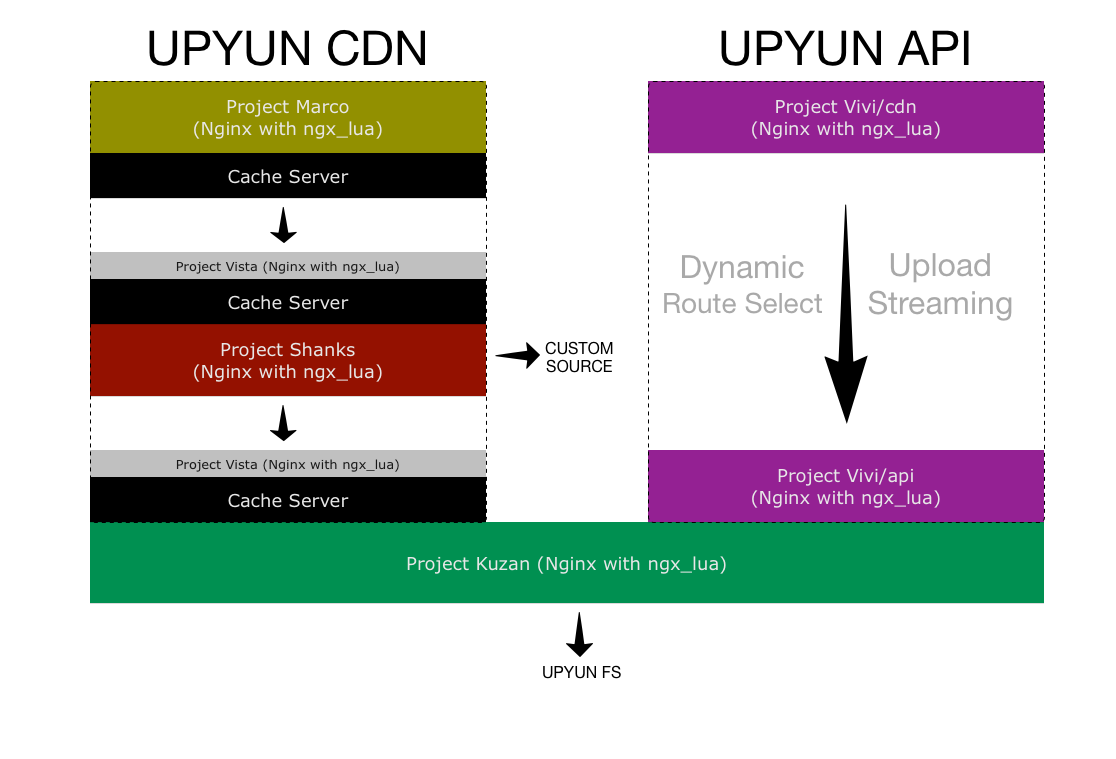 UPYUN CDN
Project Marco
(Nginx with ngx_lua)
Cache Server
Project Vista (Nginx with ngx_lua)
Cache Server
Project Shanks
(Nginx with ngx_lua)
CUSTOM
SOURCE
Project Vista (Nginx with ngx_lua)
Cache Server
UPYUN API
Project Vivi/cdn
(Nginx with ngx_lua)
Dynamic
Route Select
Upload
Streaming
Project Vivi/api
(Nginx with ngx_lua)
Project Kuzan (Nginx with ngx_lua)
UPYUN FS